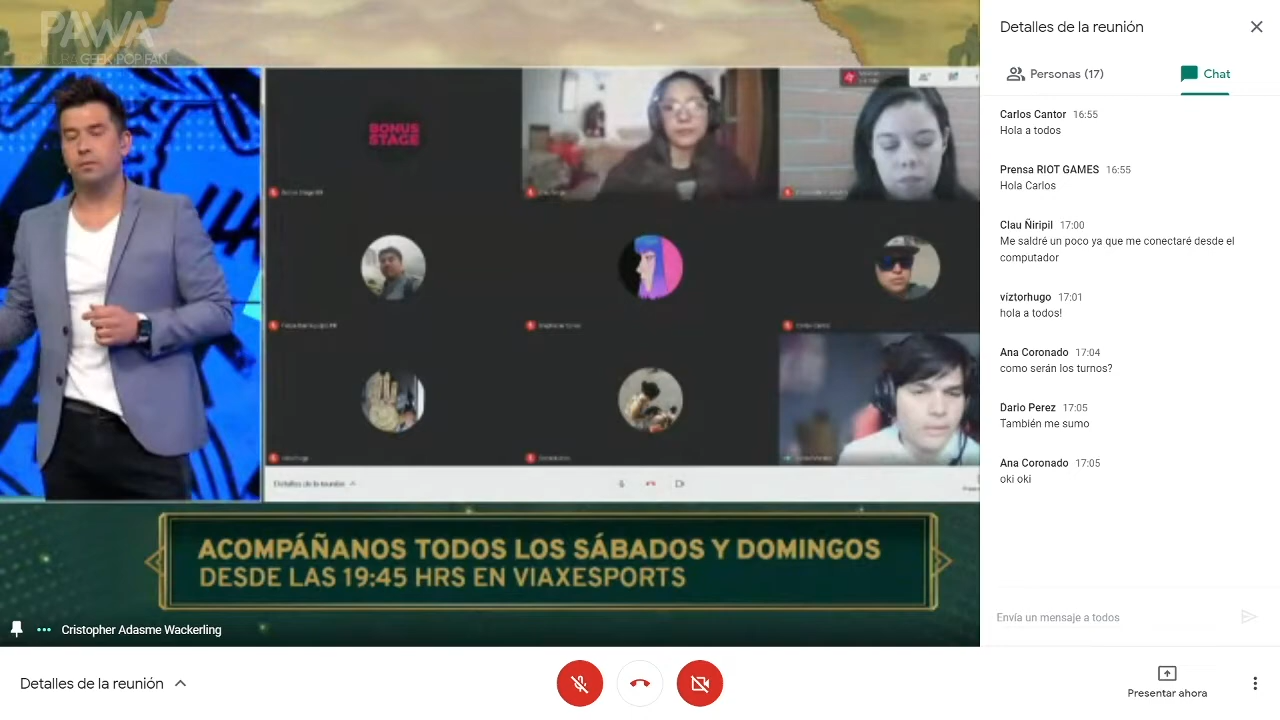 PAWA
GEEK POP FAN
BONUS
STAGE
Detalles de la reunión
ACOMPÁÑANOS TODOS LOS SÁBADOS Y DOMINGOS
DESDE LAS 19:45 HRS EN VIAXESPORTS
Cristopher Adasme Wackerling
Detalles de la reunión
Personas (17)
Chat
Carlos Cantor 16:55
Hola a todos
Prensa RIOT GAMES 16:55
Hola Carlos
Clau Ñiripil 17:00
Me saldré un poco ya que me conectaré desde el
computador
viztorhugo 17:01
hola a todos!
Ana Coronado 17:04
como serán los turnos?
Dario Perez 17:05
También me sumo
Ana Coronado 17:05
oki oki
Envía un mensaje a todos
Detalles de la reunión
Presentar ahora